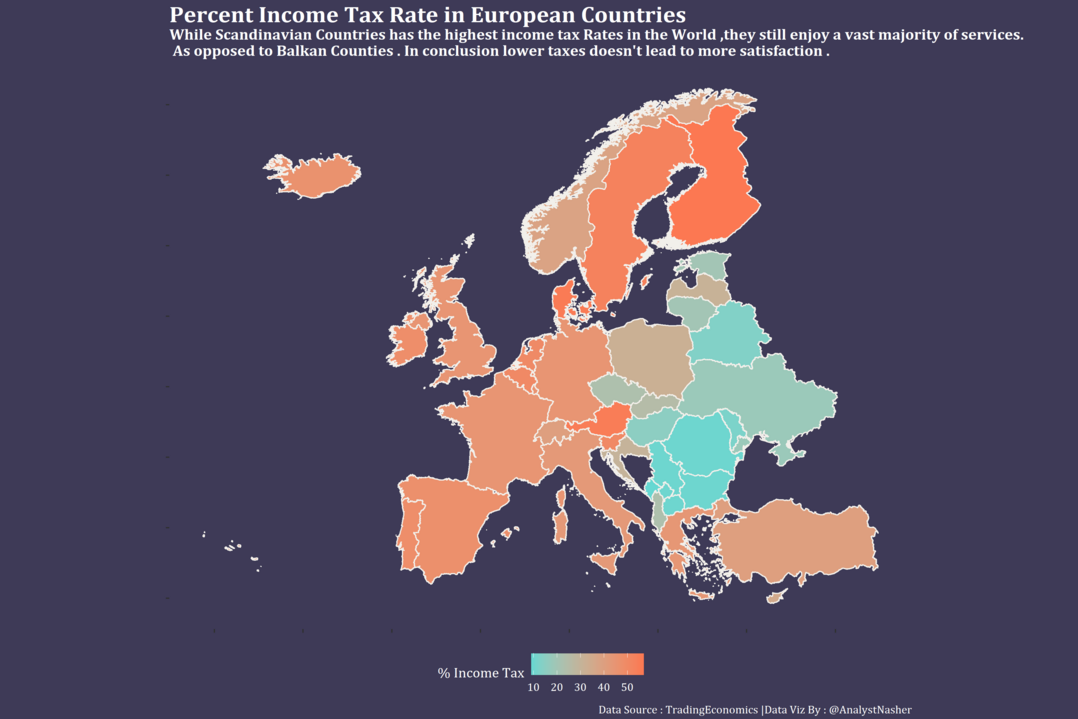 Percent Income Tax Rate in European Countries
While Scandinavian Countries has the highest income tax Rates in the World ,they still enjoy a vast majority of services.
As opposed to Balkan Counties . In conclusion lower taxes doesn't lead to more satisfaction .
% Income Tax
10 20 30 40 50
Data Source : TradingEconomics |Data Viz By : @AnalystNasher